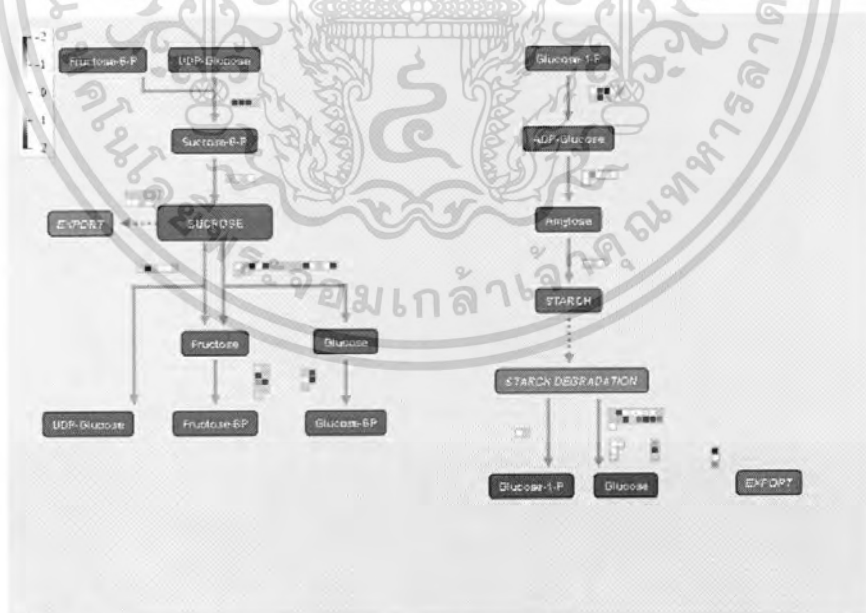 -2
-1
0
1
2
Fructose-6-P
UDP-Glucose
Sucrose-6-P
EXPORT
SUCROSE
Fructose
Glucose
UDP-Glucose
Fructose-6P
Glucose-6P
Glucose-1-P
ADP-Glucose
Amylose
STARCH
STARCH DEGRADATION
Glucose-1-P
Glucose
EXPORT